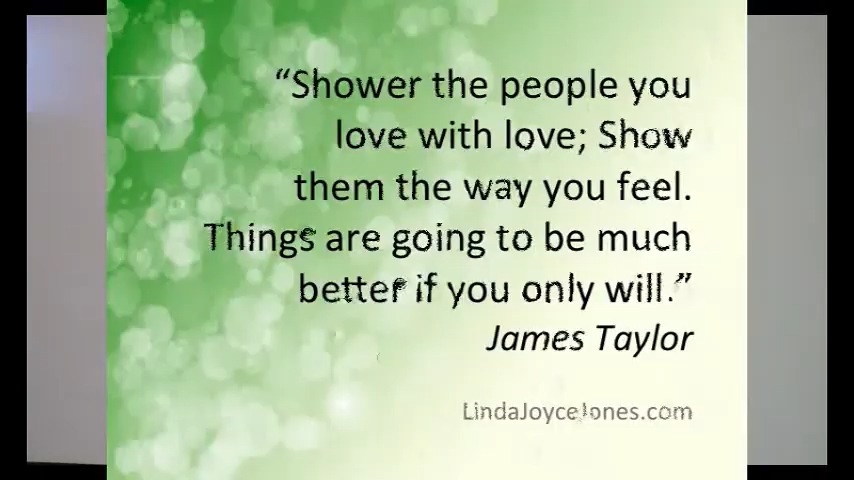 “Shower the people you
love with love; Show
them the way you feel.
Things are going to be much
better if you only will.”
James Taylor
LindaJoyceJones.com